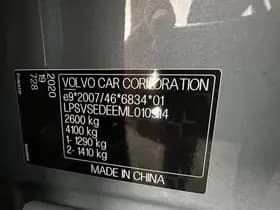 VOLVO CAR CORPORATION
e9*2007/46*6834*01
2600 kg
4100 kg
1- 1290 kg
2- 1410 kg
MADE IN CHINA
2020
19
728